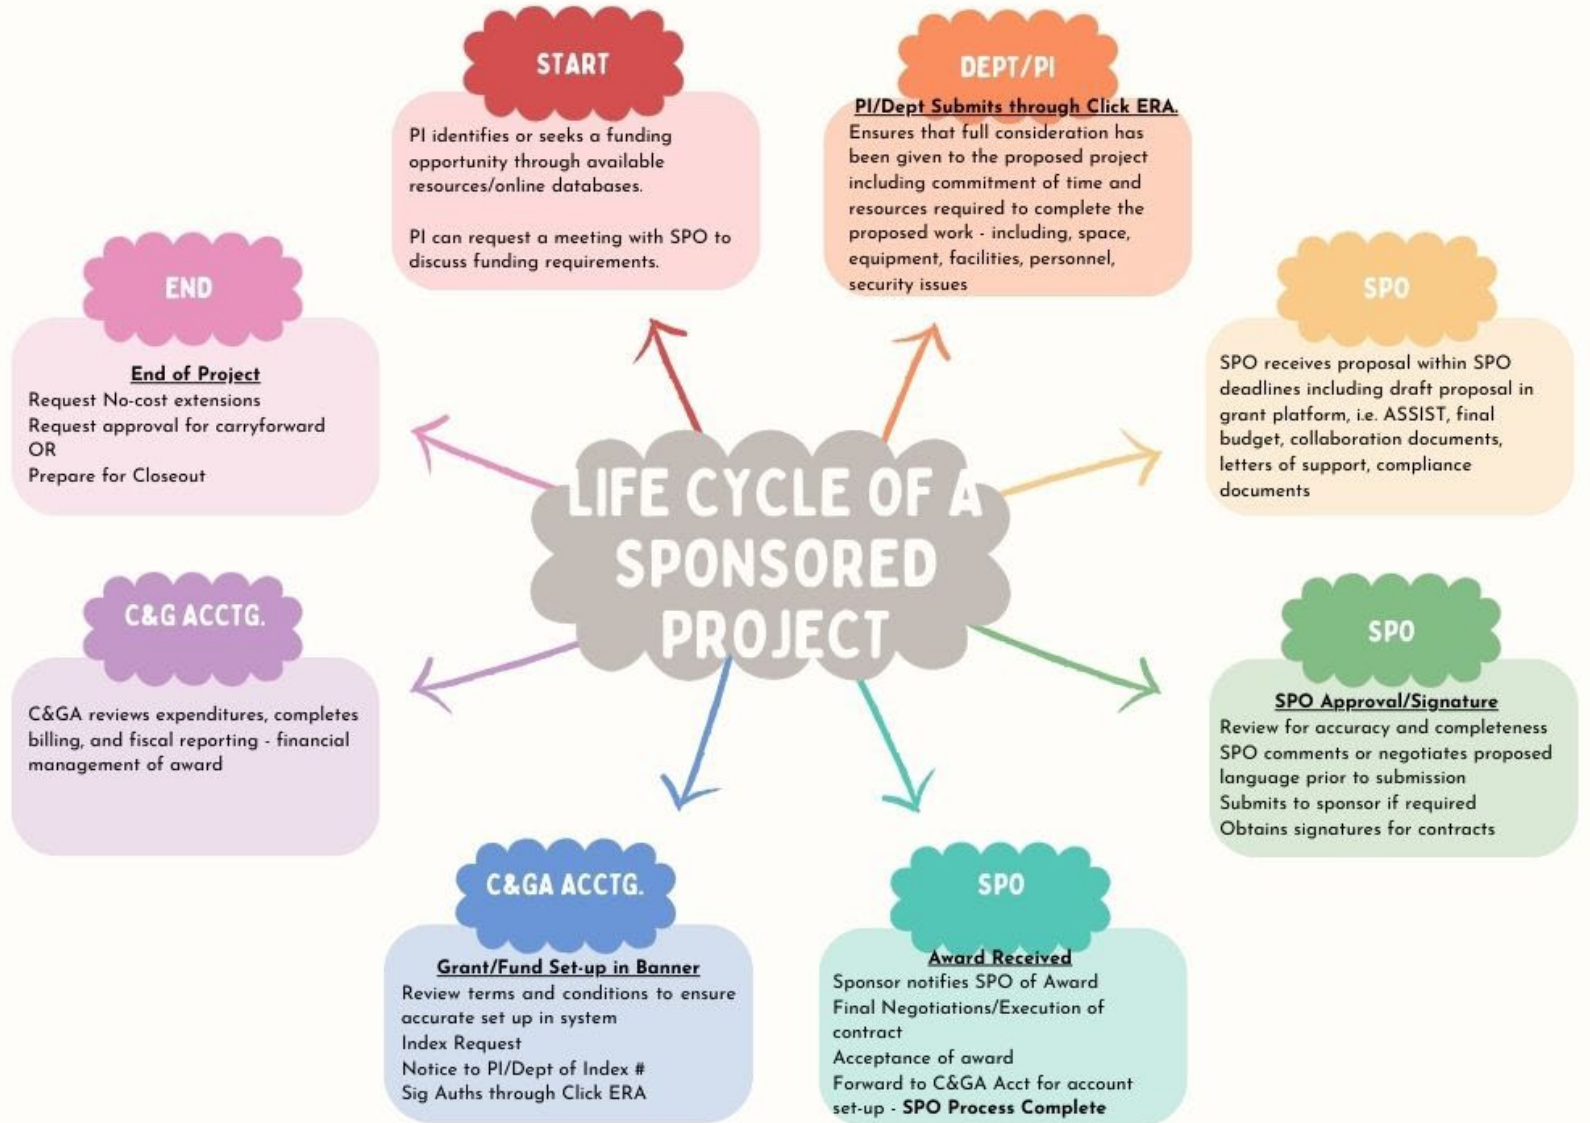 START
PI identifies or seeks a funding
opportunity through available
resources/online databases.
PI can request a meeting with SPO to
discuss funding requirements.
DEPT/PI
PI/Dept Submits through Click ERA.
Ensures that full consideration has
been given to the proposed project
including commitment of time and
resources required to complete the
proposed work - including, space,
equipment, facilities, personnel,
security issues
SPO
SPO receives proposal within SPO
deadlines including draft proposal in
grant platform, i.e. ASSIST, final
budget, collaboration documents,
letters of support, compliance
documents
SPO
SPO Approval/Signature
Review for accuracy and completeness
SPO comments or negotiates proposed
language prior to submission
Submits to sponsor if required
Obtains signatures for contracts
SPO
Award Received
Sponsor notifies SPO of Award
Final Negotiations/Execution of
contract
Acceptance of award
Forward to C&GA Acct for account
set-up - SPO Process Complete
C&GA ACCTG.
Grant/Fund Set-up in Banner
Review terms and conditions to ensure
accurate set up in system
Index Request
Notice to PI/Dept of Index #
Sig Auths through Click ERA
C&G ACCTG.
C&GA reviews expenditures, completes
billing, and fiscal reporting - financial
management of award
END
End of Project
Request No-cost extensions
Request approval for carryforward
OR
Prepare for Closeout
LIFE CYCLE OF A
SPONSORED
PROJECT